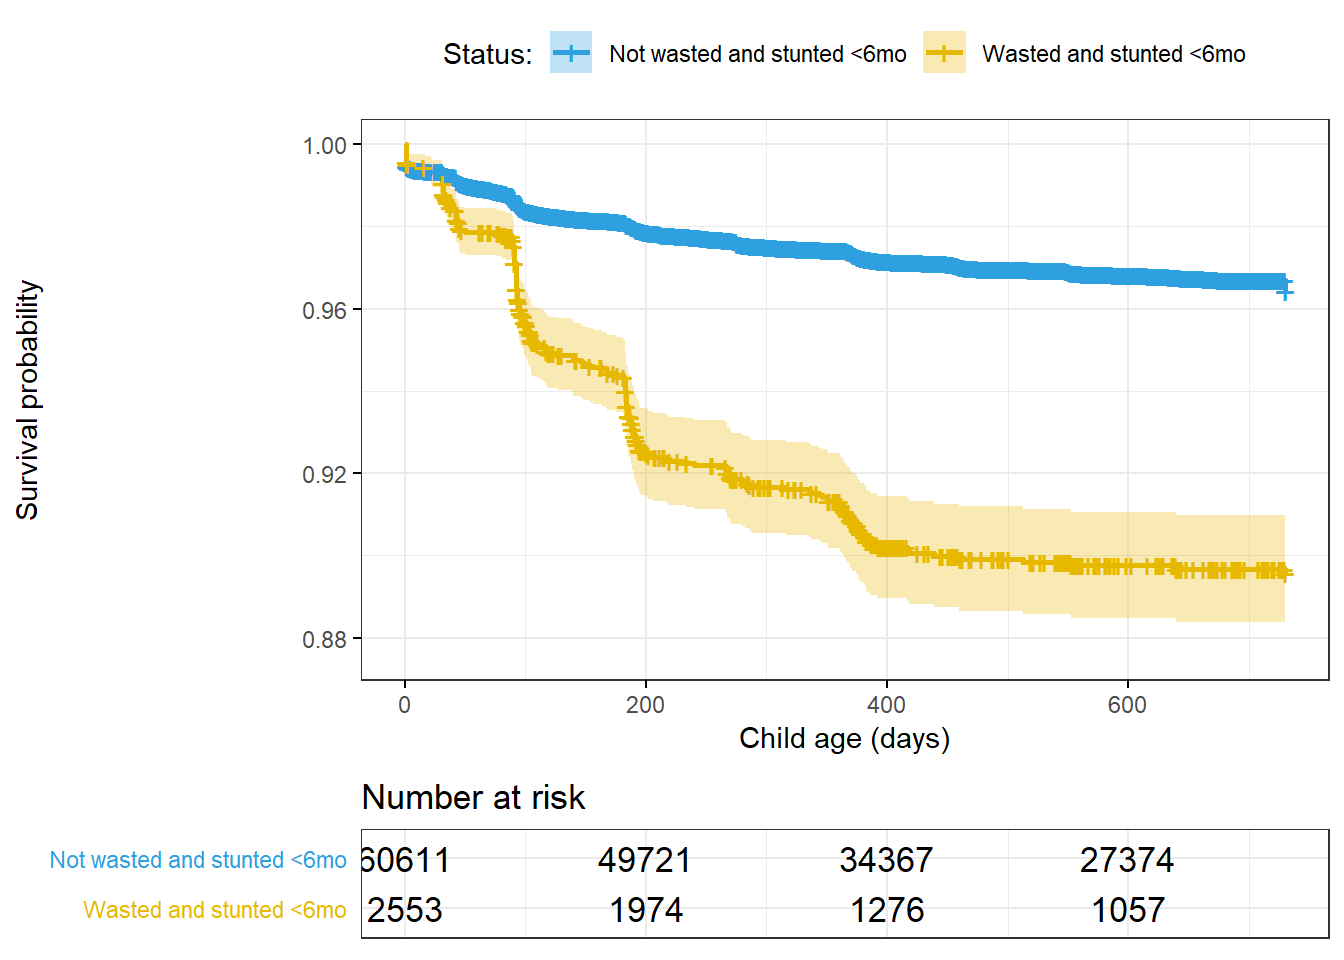 Status: Not wasted and stunted <6mo Wasted and stunted <6mo
Survival probability
1.00
0.96
0.92
0.88
0 200 400 600
Child age (days)
Number at risk
Not wasted and stunted <6mo 60611 49721 34367 27374
Wasted and stunted <6mo 2553 1974 1276 1057